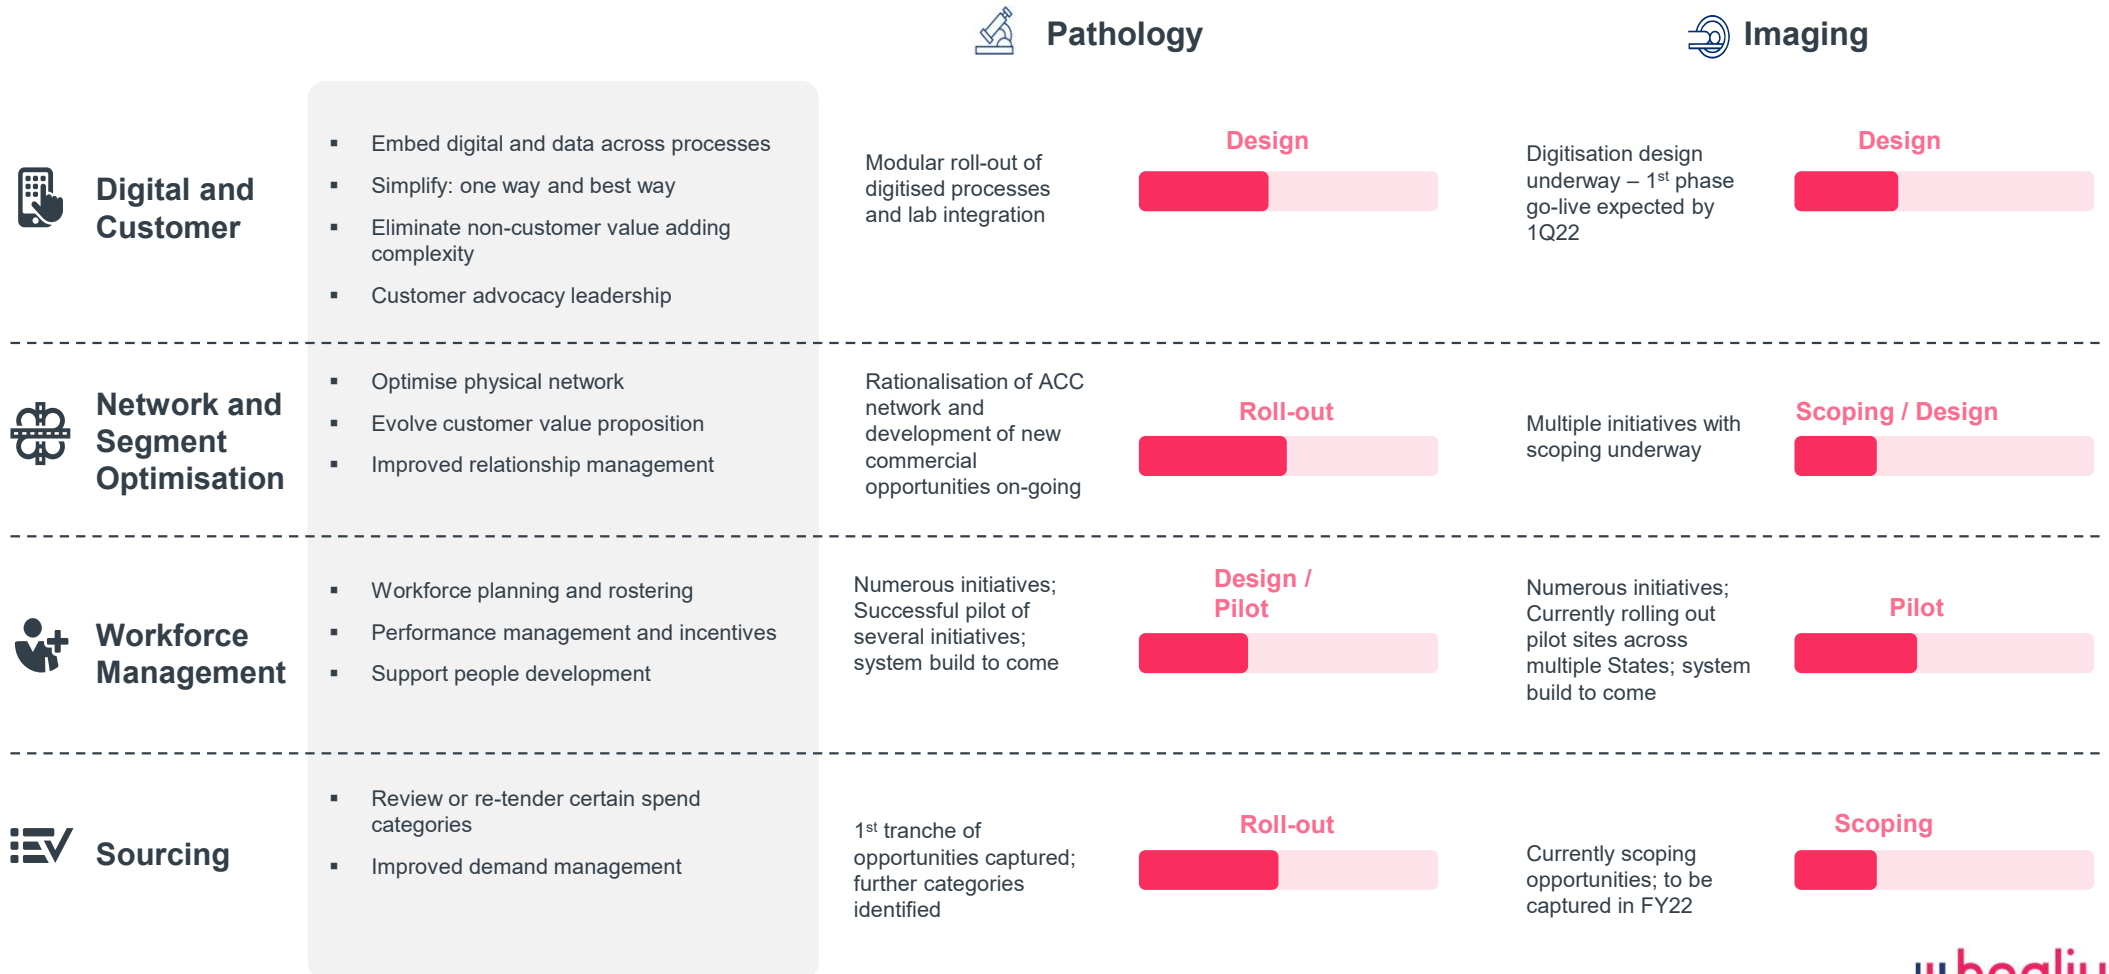 Pathology
Imaging
Digital and
Customer
▪ Embed digital and data across processes
▪ Simplify: one way and best way
▪ Eliminate non-customer value adding
complexity
▪ Customer advocacy leadership
Modular roll-out of
digitised processes
and lab integration
Design
Digitisation design
underway – 1st phase
go-live expected by
1Q22
Design
Network and
Segment
Optimisation
▪ Optimise physical network
▪ Evolve customer value proposition
▪ Improved relationship management
Rationalisation of ACC
network and
development of new
commercial
opportunities on-going
Roll-out
Multiple initiatives with
scoping underway
Scoping / Design
Workforce
Management
▪ Workforce planning and rostering
▪ Performance management and incentives
▪ Support people development
Numerous initiatives;
Successful pilot of
several initiatives;
system build to come
Design /
Pilot
Numerous initiatives;
Currently rolling out
pilot sites across
multiple States; system
build to come
Pilot
Sourcing
▪ Review or re-tender certain spend
categories
▪ Improved demand management
1st tranche of
opportunities captured;
further categories
identified
Roll-out
Currently scoping
opportunities; to be
captured in FY22
Scoping